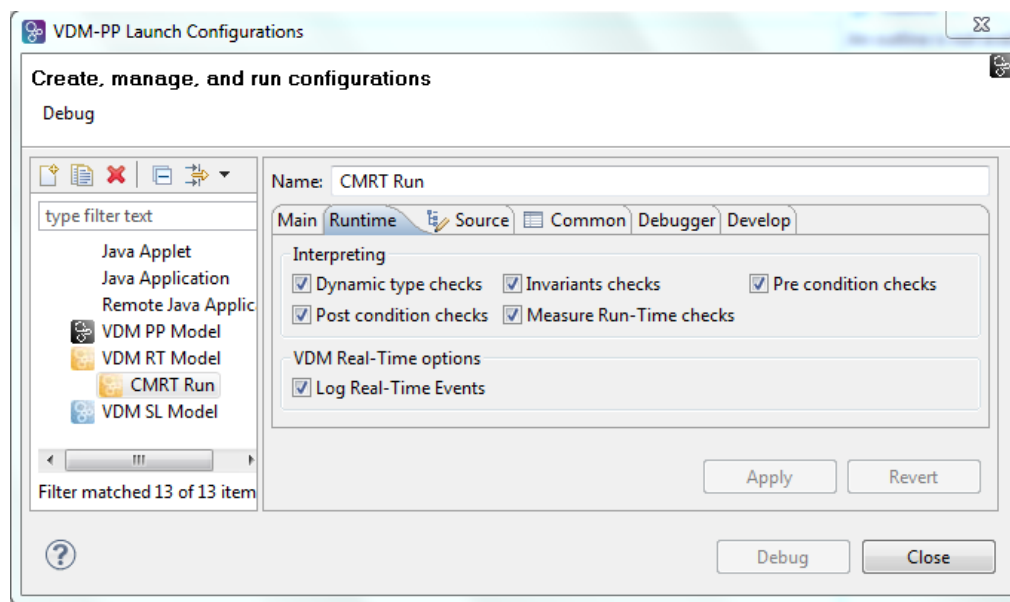 VDM-PP Launch Configurations
Create, manage, and run configurations
Debug
type filter text
Java Applet
Java Application
Remote Java Applic
VDM PP Model
VDM RT Model
CMRT Run
VDM SL Model
Filter matched 13 of 13 item
Name: CMRT Run
Main Runtime Source Common Debugger Develop
Interpreting
Dynamic type checks Invariants checks Pre condition checks
Post condition checks Measure Run-Time checks
VDM Real-Time options
Log Real-Time Events
Apply Revert
Debug Close